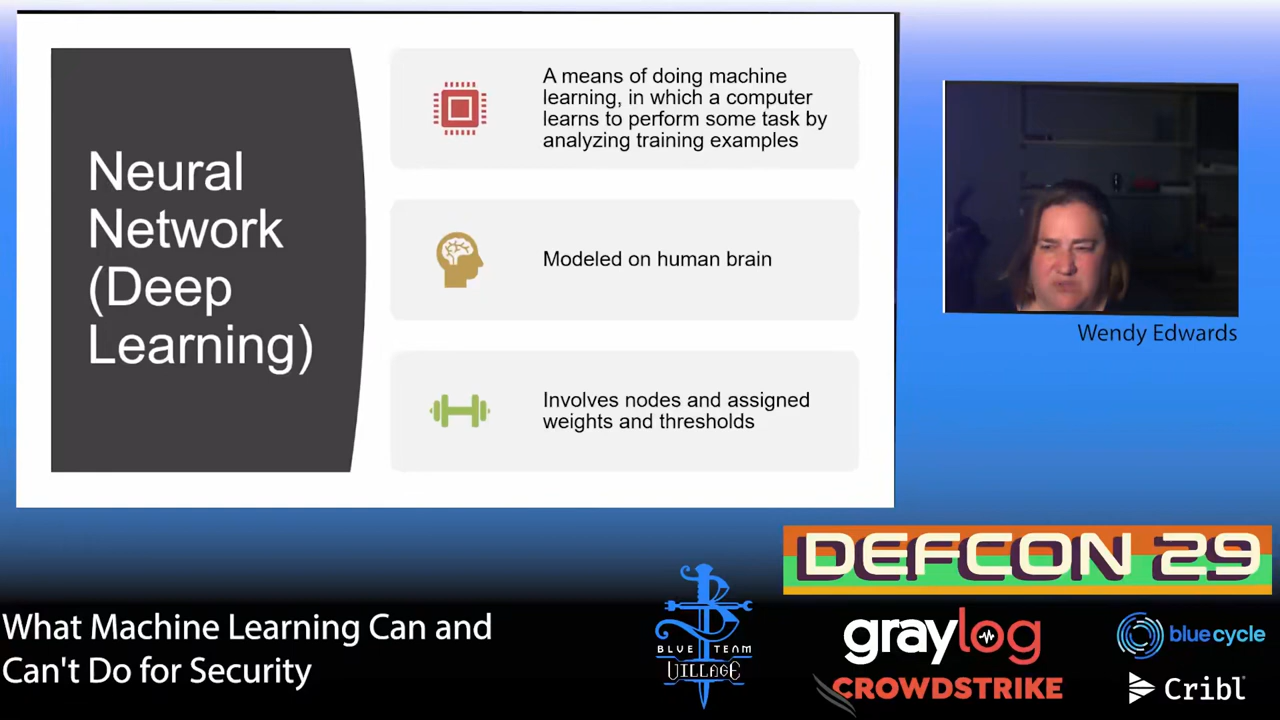 Neural
Network
(Deep
Learning)
A means of doing machine
learning, in which a computer
learns to perform some task by
analyzing training examples
Modeled on human brain
Involves nodes and assigned
weights and thresholds
Wendy Edwards
DEFCON 29
What Machine Learning Can and
Can't Do for Security
BLUE TEAM
VILLAGE
graylog
bluecycle
CROWDSTRIKE
Cribl